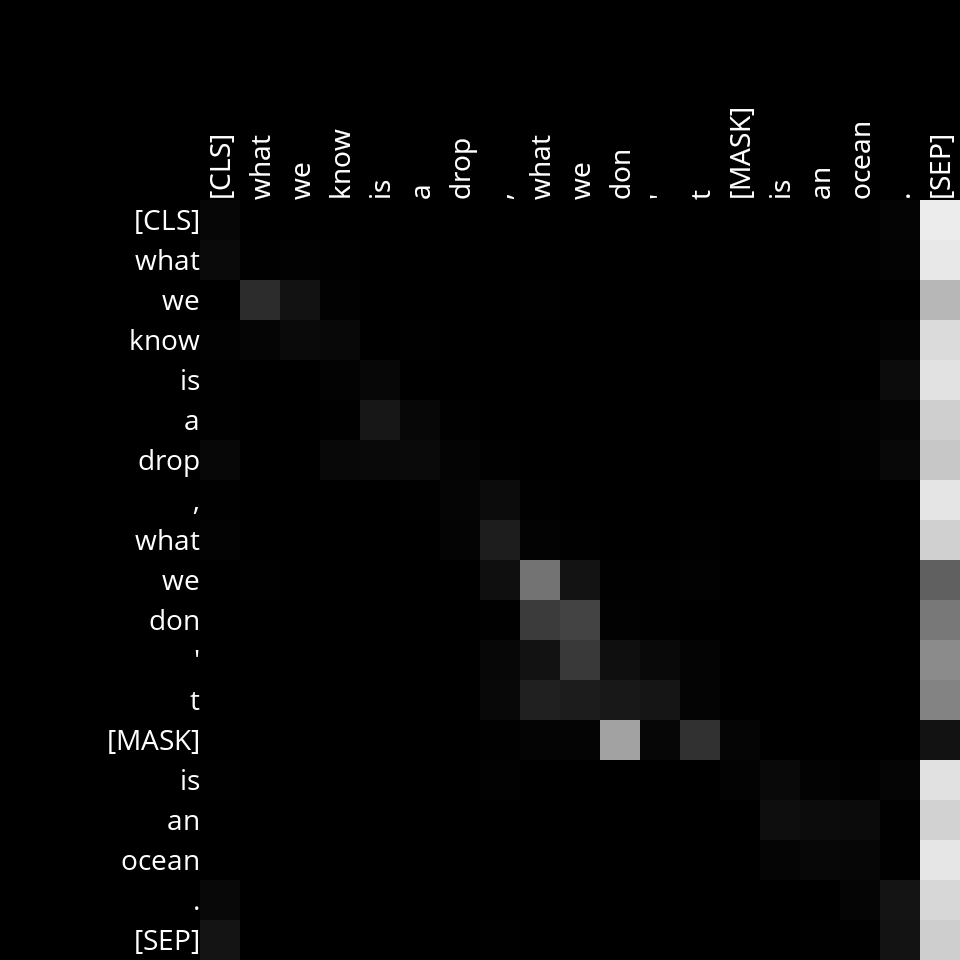 [CLS] what we know is a drop , what we don ' t [MASK] is an ocean . [SEP]
[CLS]
what
we
know
is
a
drop
,
what
we
don
'
t
[MASK]
is
an
ocean
.
[SEP]